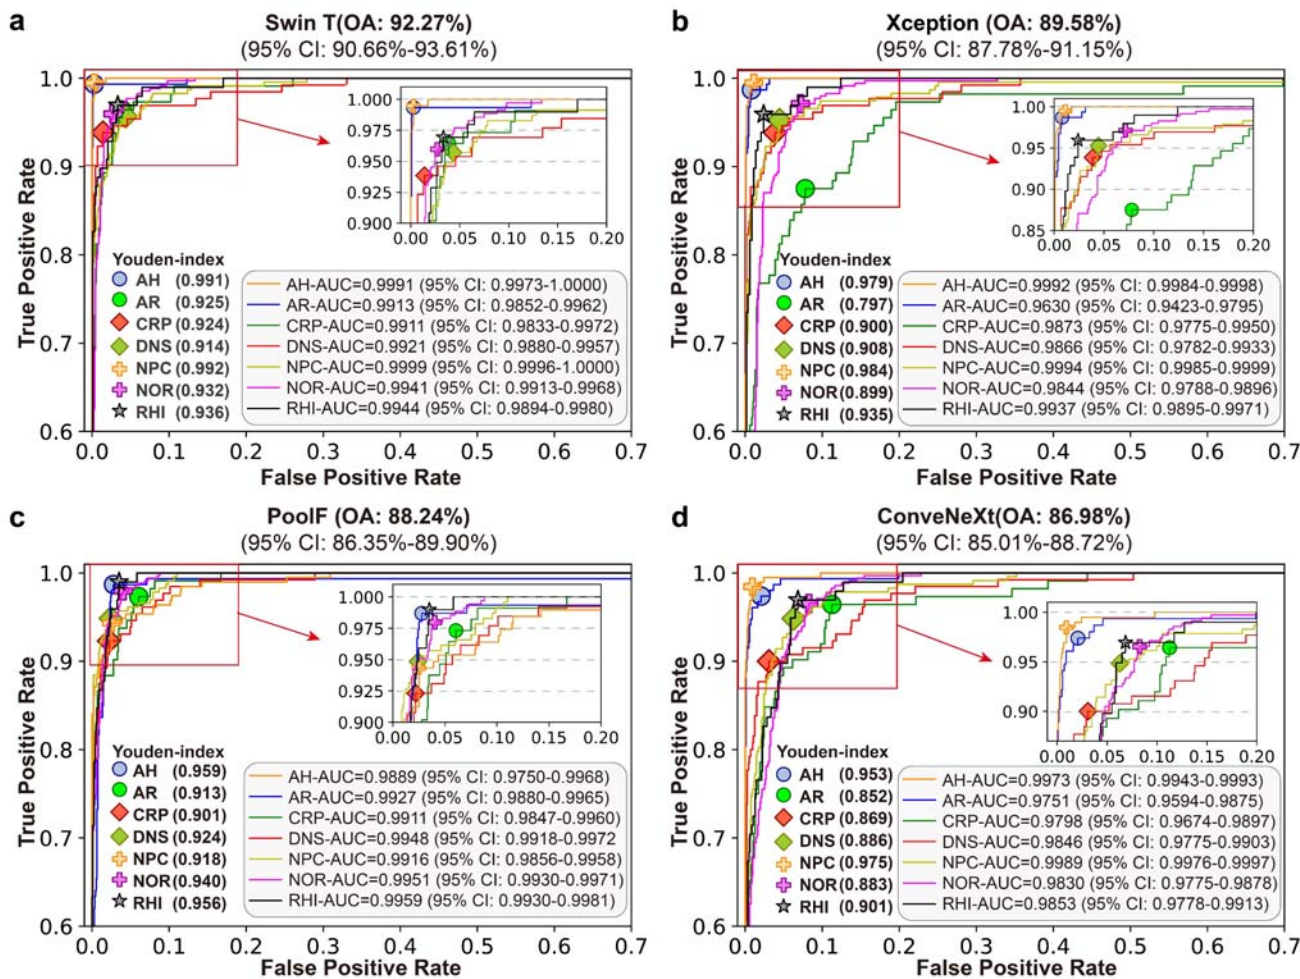 a
Swin T(OA: 92.27%)
(95% CI: 90.66%-93.61%)
True Positive Rate
1.0
0.9
0.8
0.7
0.6
1.000
0.975
0.950
0.925
0.900
0.00 0.05 0.10 0.15 0.20
Youden-index
AH (0.991)
AR (0.925)
CRP (0.924)
DNS (0.914)
NPC (0.992)
NOR (0.932)
RHI (0.936)
AH-AUC=0.9991 (95% CI: 0.9973-1.0000)
AR-AUC=0.9913 (95% CI: 0.9852-0.9962)
CRP-AUC=0.9911 (95% CI: 0.9833-0.9972)
DNS-AUC=0.9921 (95% CI: 0.9880-0.9957)
NPC-AUC=0.9999 (95% CI: 0.9996-1.0000)
NOR-AUC=0.9941 (95% CI: 0.9913-0.9968)
RHI-AUC=0.9944 (95% CI: 0.9894-0.9980)
0.0 0.1 0.2 0.3 0.4 0.5 0.6 0.7
False Positive Rate
b
Xception (OA: 89.58%)
(95% CI: 87.78%-91.15%)
True Positive Rate
1.0
0.9
0.8
0.7
0.6
1.00
0.95
0.90
0.85
0.00 0.05 0.10 0.15 0.20
Youden-index
AH (0.979)
AR (0.797)
CRP (0.900)
DNS (0.908)
NPC (0.984)
NOR (0.899)
RHI (0.935)
AH-AUC=0.9992 (95% CI: 0.9984-0.9998)
AR-AUC=0.9630 (95% CI: 0.9423-0.9795)
CRP-AUC=0.9873 (95% CI: 0.9775-0.9950)
DNS-AUC=0.9866 (95% CI: 0.9782-0.9933)
NPC-AUC=0.9994 (95% CI: 0.9985-0.9999)
NOR-AUC=0.9844 (95% CI: 0.9788-0.9896)
RHI-AUC=0.9937 (95% CI: 0.9895-0.9971)
0.0 0.1 0.2 0.3 0.4 0.5 0.6 0.7
False Positive Rate
c
PoolF (OA: 88.24%)
(95% CI: 86.35%-89.90%)
True Positive Rate
1.0
0.9
0.8
0.7
0.6
1.000
0.975
0.950
0.925
0.900
0.00 0.05 0.10 0.15 0.20
Youden-index
AH (0.959)
AR (0.913)
CRP (0.901)
DNS (0.924)
NPC (0.918)
NOR (0.940)
RHI (0.956)
AH-AUC=0.9889 (95% CI: 0.9750-0.9968)
AR-AUC=0.9927 (95% CI: 0.9880-0.9965)
CRP-AUC=0.9911 (95% CI: 0.9847-0.9960)
DNS-AUC=0.9948 (95% CI: 0.9918-0.9972
NPC-AUC=0.9916 (95% CI: 0.9856-0.9958)
NOR-AUC=0.9951 (95% CI: 0.9930-0.9971)
RHI-AUC=0.9959 (95% CI: 0.9930-0.9981)
0.0 0.1 0.2 0.3 0.4 0.5 0.6 0.7
False Positive Rate
d
ConveNeXt(OA: 86.98%)
(95% CI: 85.01%-88.72%)
True Positive Rate
1.0
0.9
0.8
0.7
0.6
1.00
0.95
0.90
0.00 0.05 0.10 0.15 0.20
Youden-index
AH (0.953)
AR (0.852)
CRP (0.869)
DNS (0.886)
NPC (0.975)
NOR (0.883)
RHI (0.901)
AH-AUC=0.9973 (95% CI: 0.9943-0.9993)
AR-AUC=0.9751 (95% CI: 0.9594-0.9875)
CRP-AUC=0.9798 (95% CI: 0.9674-0.9897)
DNS-AUC=0.9846 (95% CI: 0.9775-0.9903)
NPC-AUC=0.9989 (95% CI: 0.9976-0.9997)
NOR-AUC=0.9830 (95% CI: 0.9775-0.9878)
RHI-AUC=0.9853 (95% CI: 0.9778-0.9913)
0.0 0.1 0.2 0.3 0.4 0.5 0.6 0.7
False Positive Rate